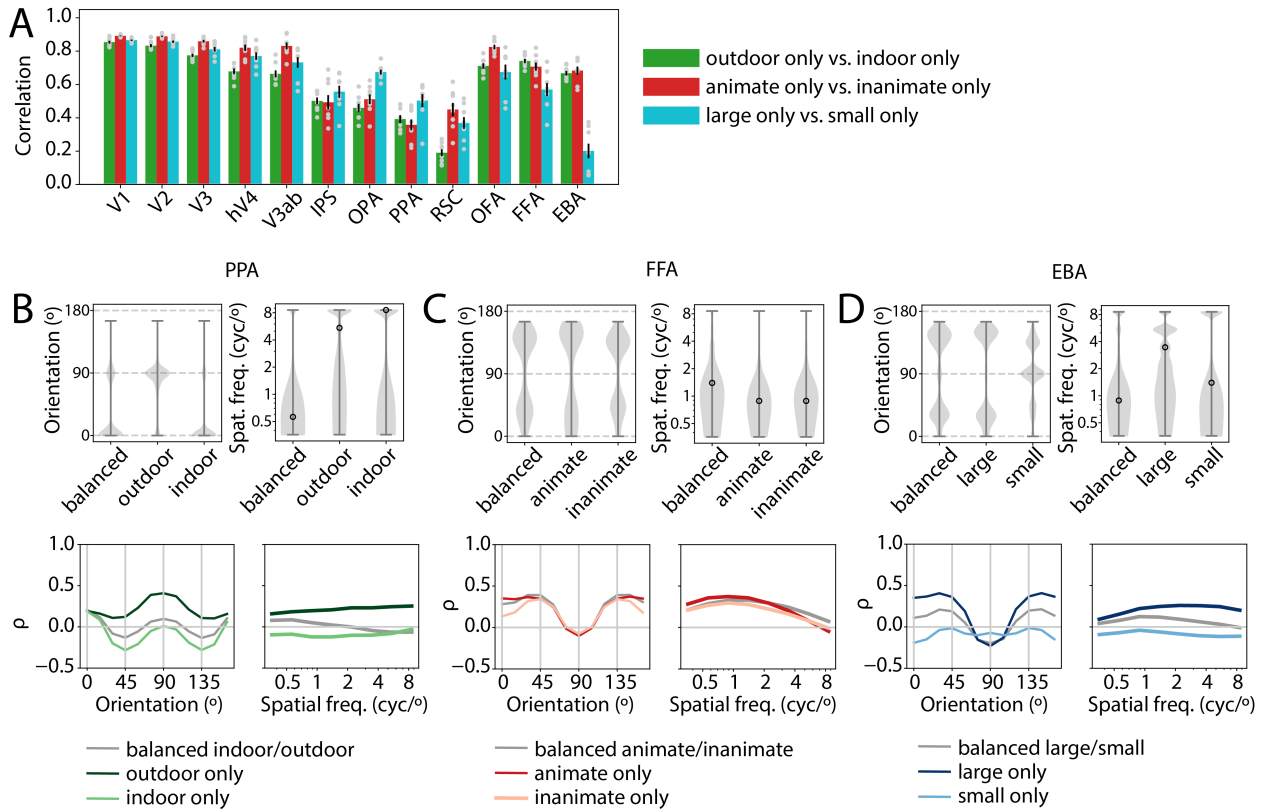 A
Correlation
1.0
0.8
0.6
0.4
0.2
0.0
V1
V2
V3
hV4
V3ab
IPS
OPA
PPA
RSC
OFA
FFA
EBA
outdoor only vs. indoor only
animate only vs. inanimate only
large only vs. small only
PPA
FFA
EBA
B
Orientation (º)
180
90
0
balanced
outdoor
indoor
Spat. freq. (cyc/º)
8
4
2
1
0.5
balanced
outdoor
indoor
C
Orientation (º)
180
90
0
balanced
animate
inanimate
Spat. freq. (cyc/º)
8
4
2
1
0.5
balanced
animate
inanimate
D
Orientation (º)
180
90
0
balanced
large
small
Spat. freq. (cyc/º)
8
4
2
1
0.5
balanced
large
small
ρ
1.0
0.5
0.0
−0.5
0 45 90 135
Orientation (º)
0.5 1 2 4 8
Spatial freq. (cyc/º)
ρ
1.0
0.5
0.0
−0.5
0 45 90 135
Orientation (º)
0.5 1 2 4 8
Spatial freq. (cyc/º)
ρ
1.0
0.5
0.0
−0.5
0 45 90 135
Orientation (º)
0.5 1 2 4 8
Spatial freq. (cyc/º)
balanced indoor/outdoor
outdoor only
indoor only
balanced animate/inanimate
animate only
inanimate only
balanced large/small
large only
small only